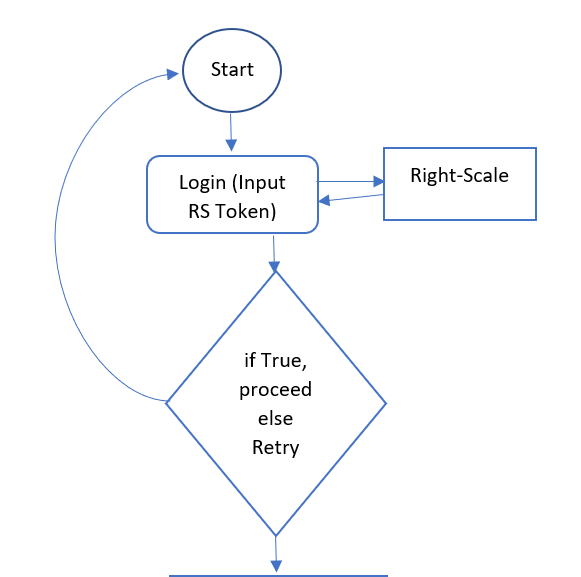 Start
Login (Input
RS Token)
Right-Scale
if True,
proceed
else
Retry